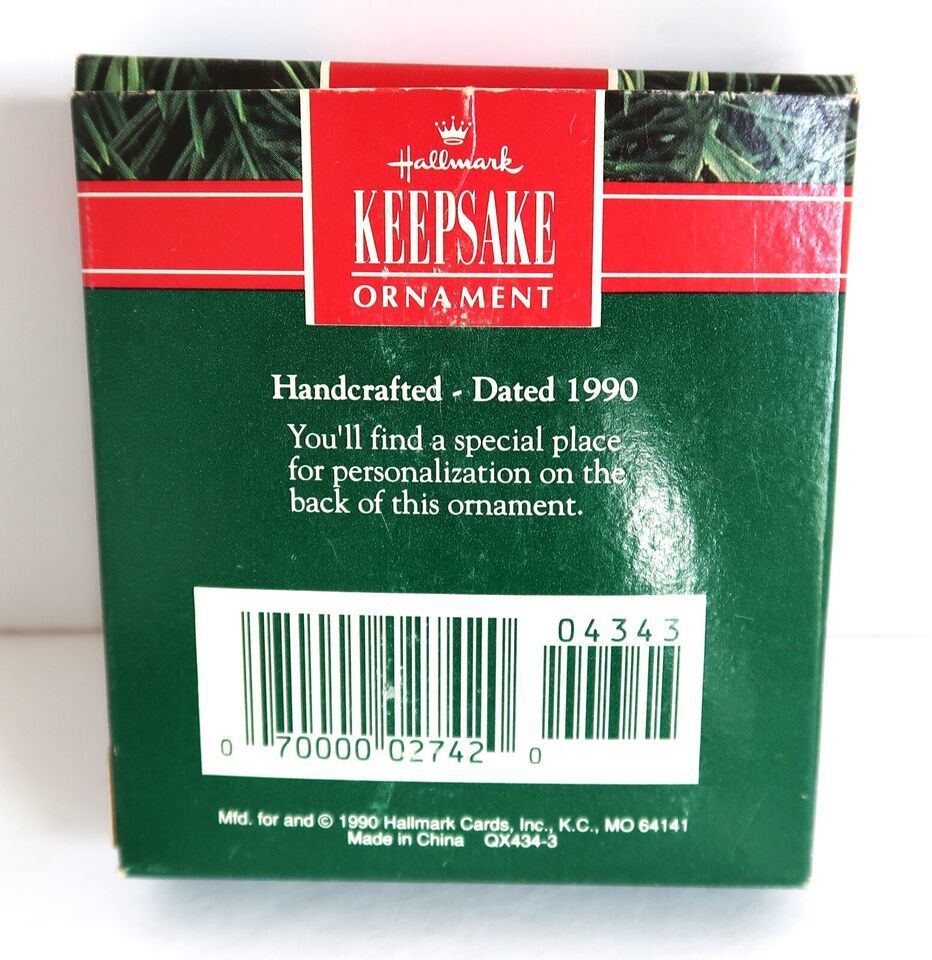 Hallmark
KEEPSAKE
ORNAMENT
Handcrafted - Dated 1990
You'll find a special place
for personalization on the
back of this ornament.
04343
0 70000 02742 0
Mfd. for and © 1990 Hallmark Cards, Inc., K.C., MO 64141
Made in China QX434-3